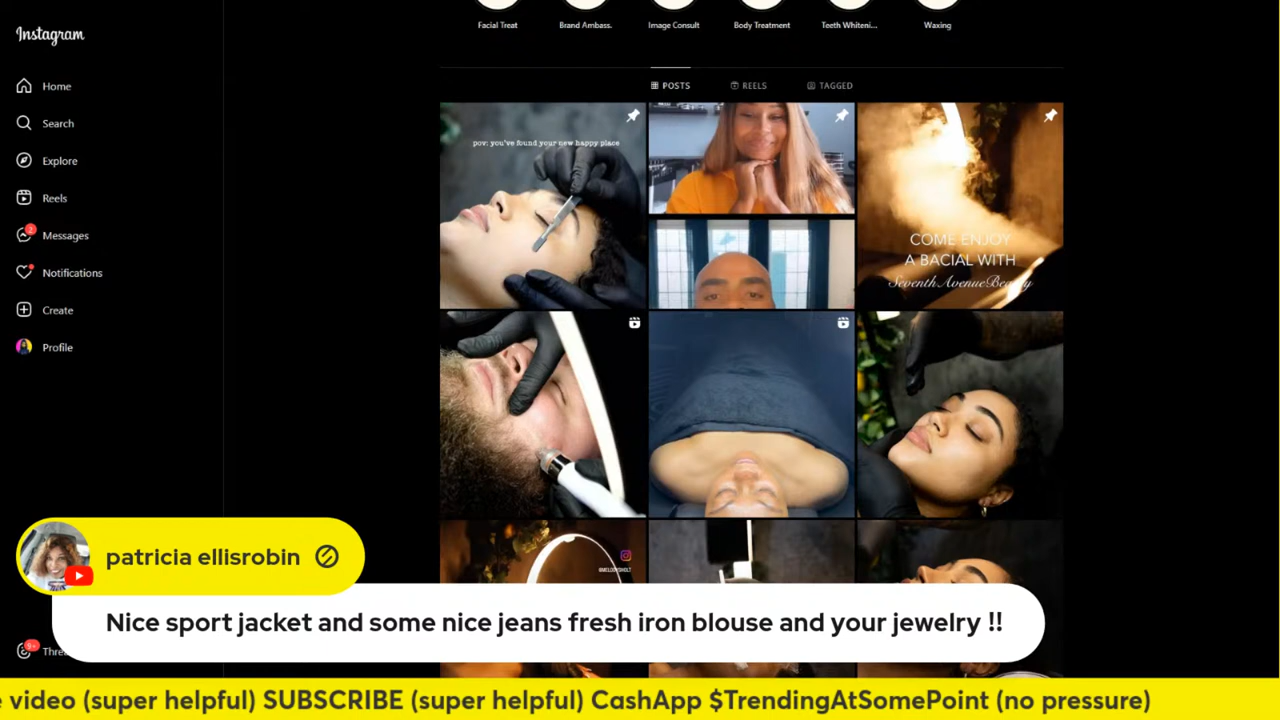 Instagram
Facial Treat
Brand Ambass.
Image Consult
Body Treatment
Teeth Whiteni...
Waxing
Home
Search
Explore
Reels
2
Messages
Notifications
Create
Profile
POSTS
REELS
TAGGED
pov: you've found your new happy place
COME ENJOY
A BACIAL WITH
SeventhAvenueBeauty
patricia ellisrobin
Nice sport jacket and some nice jeans fresh iron blouse and your jewelry !!
9+
video (super helpful) SUBSCRIBE (super helpful) CashApp $TrendingAtSomePoint (no pressure)